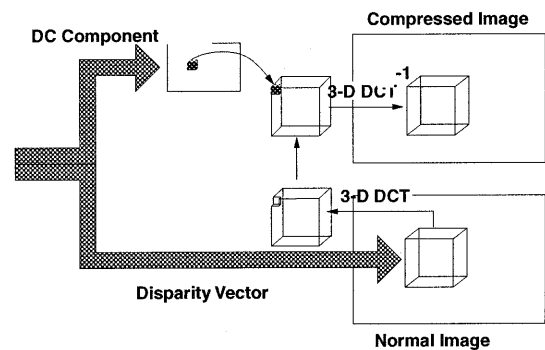 Compressed Image
DC Component
-1
3-D DCT
3-D DCT
Disparity Vector
Normal Image